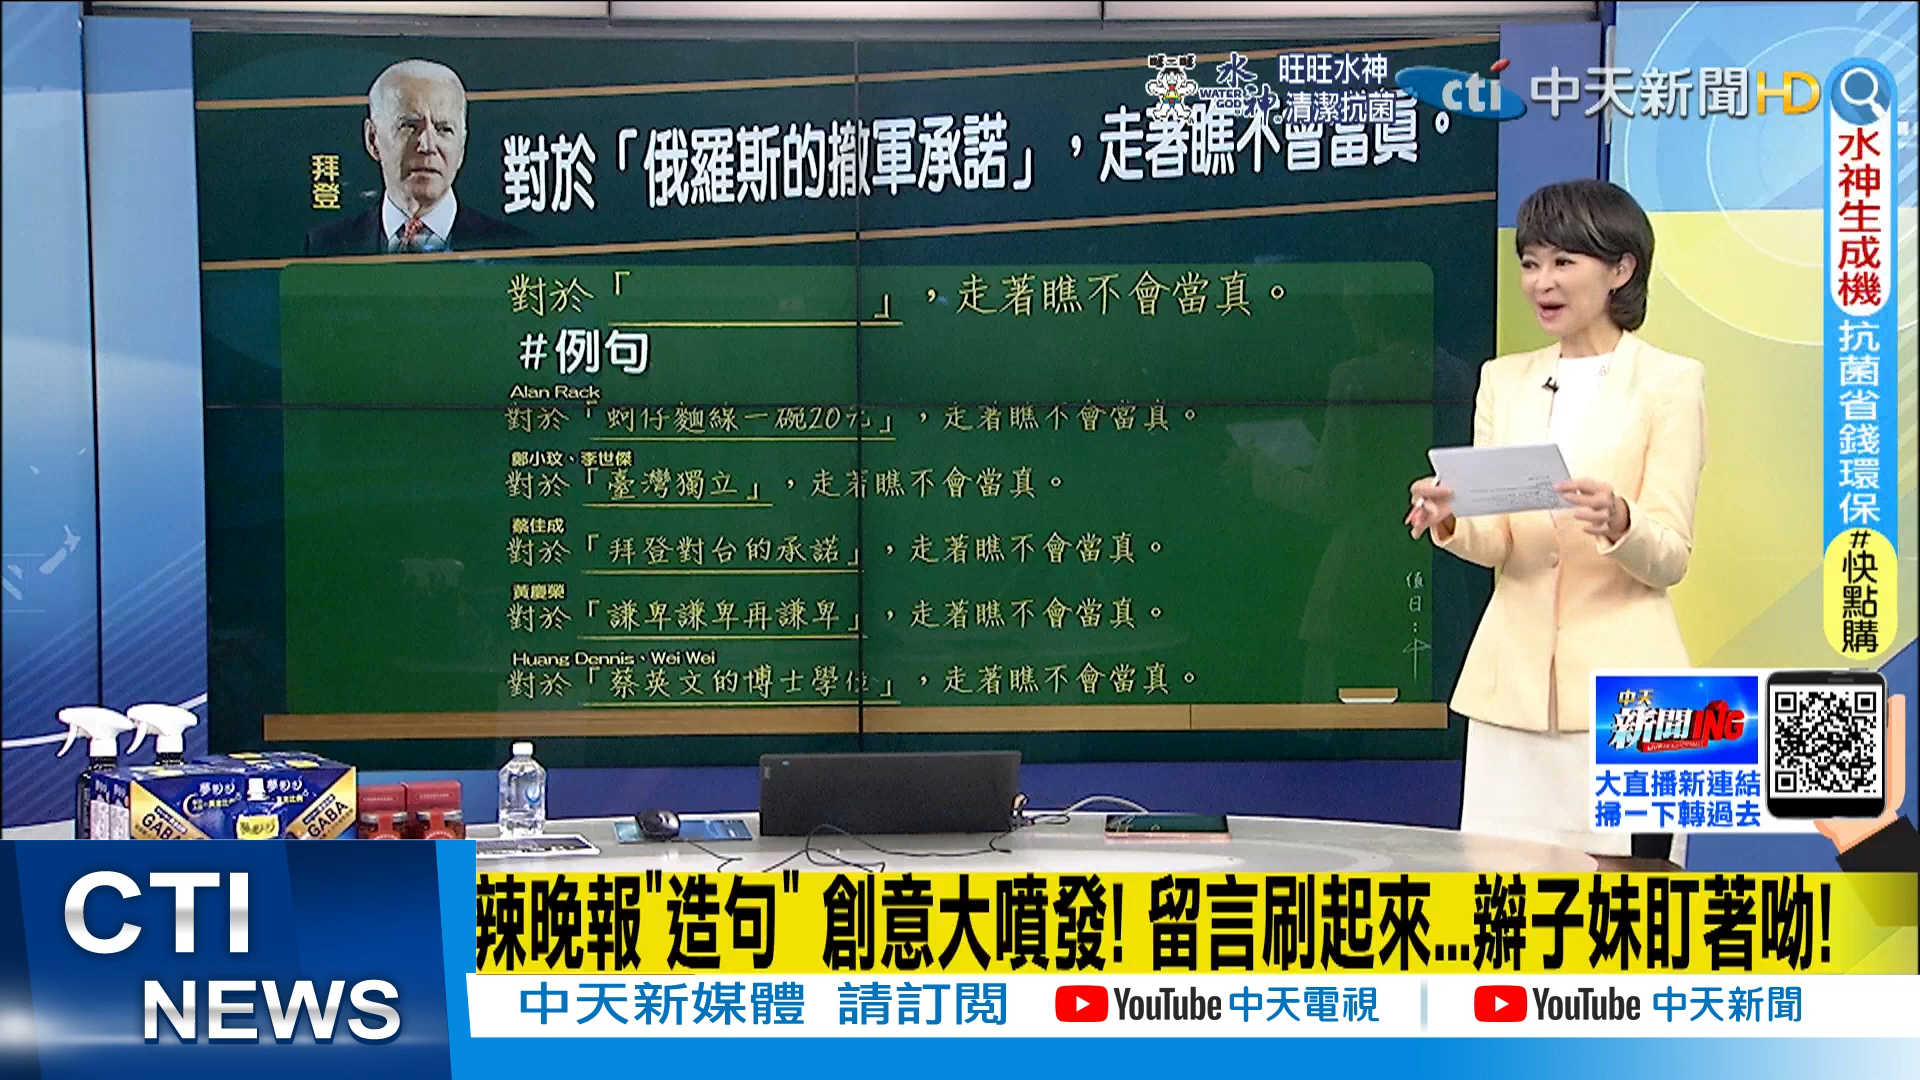 旺旺水神
清潔抗菌
水神
WATER GOD
cti 中天新聞HD
拜登
對於「俄羅斯的撤軍承諾」，走著瞧不會當真。
對於「　　　　　」，走著瞧不會當真。
#例句
Alan Rack
對於「蚵仔麵線一碗20元」，走著瞧不會當真。
鄭小玟、李世傑
對於「臺灣獨立」，走著瞧不會當真。
蔡佳成
對於「拜登對台的承諾」，走著瞧不會當真。
黃慶榮
對於「謙卑謙卑再謙卑」，走著瞧不會當真。
Huang Dennis、Wei Wei
對於「蔡英文的博士學位」，走著瞧不會當真。
值日：中
水神生成機
抗菌省錢環保
#快點購
中天
新聞ING
大直播新連結
掃一下轉過去
夢夢
GABA
GABA
CTI
NEWS
辣晚報"造句" 創意大噴發! 留言刷起來...辮子妹盯著呦!
中天新媒體 請訂閱 YouTube 中天電視 | YouTube 中天新聞